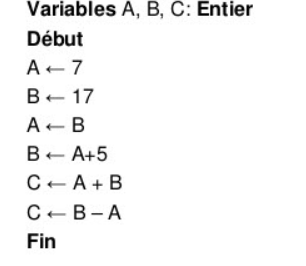 Variables A, B, C: Entier
Début
A ← 7
B ← 17
A ← B
B ← A+5
C ← A + B
C ← B – A
Fin